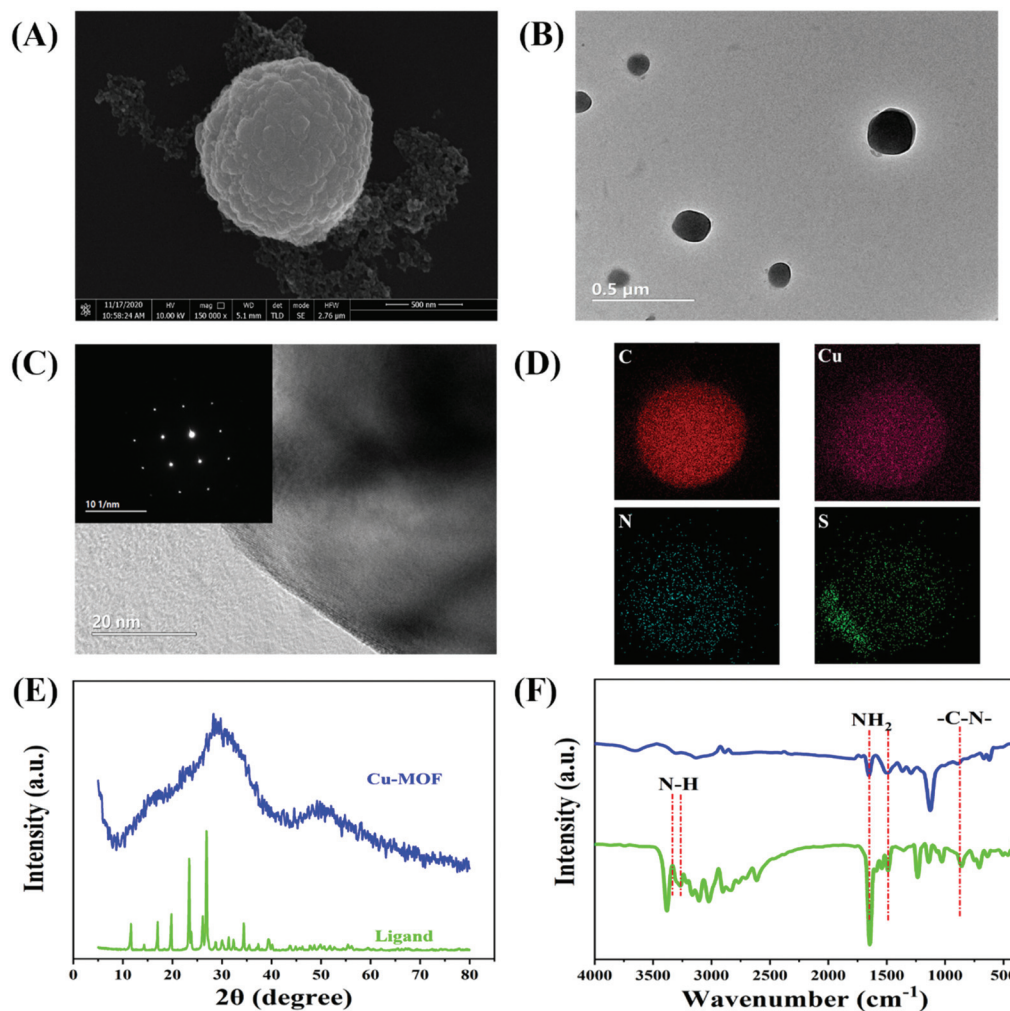 (A)
11/17/2020 HV mag □ WD det mode HFW
10:58:24 AM 10.00 kV 150 000 x 5.1 mm TLD SE 2.76 µm
500 nm
(B)
0.5 µm
(C)
10 1/nm
20 nm
(D)
C
Cu
N
S
(E)
Cu-MOF
Ligand
Intensity (a.u.)
0 10 20 30 40 50 60 70 80
2θ (degree)
(F)
NH₂
-C-N-
N-H
Intensity (a.u.)
4000 3500 2500 1500 1000 500
Wavenumber (cm⁻¹)